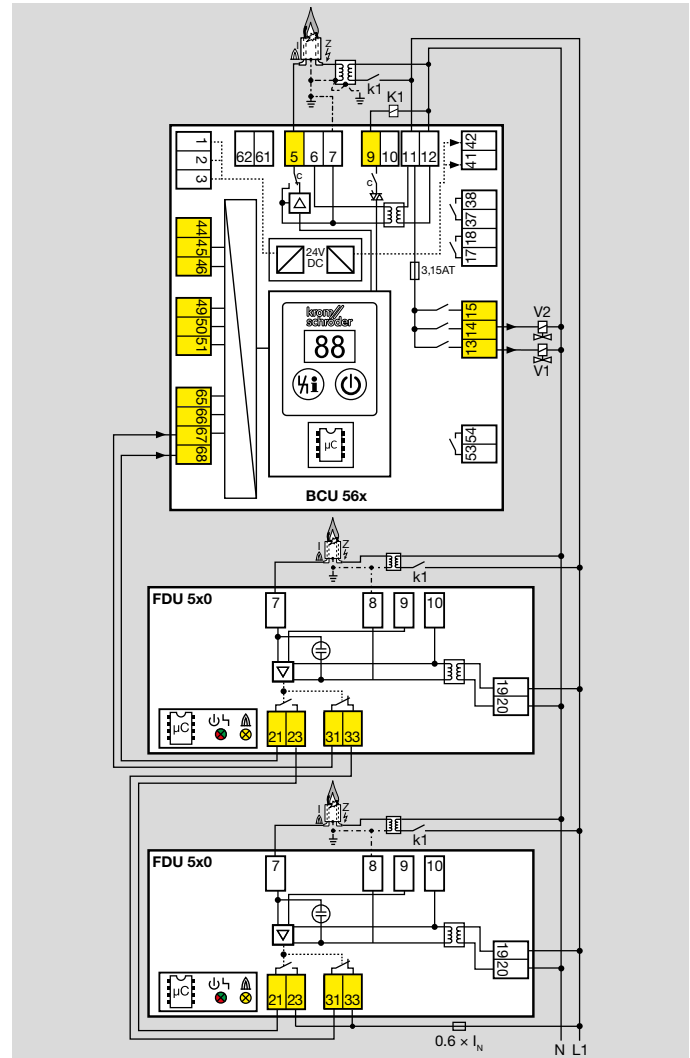 I Z
k1
K1
1
2
3
62 61
5 6 7
9 10
11 12
41 42
c
c
37 38
17 18
44
45
46
24V
DC
3,15AT
49
50
51
krom//
schröder
88
i
13 14 15
V2
V1
65
66
67
68
µC
53 54
BCU 56x
I Z
k1
FDU 5x0
7 8 9 10
19 20
µC
21 23 31 33
I Z
k1
FDU 5x0
7 8 9 10
19 20
µC
21 23 31 33
0.6 × IN
N L1